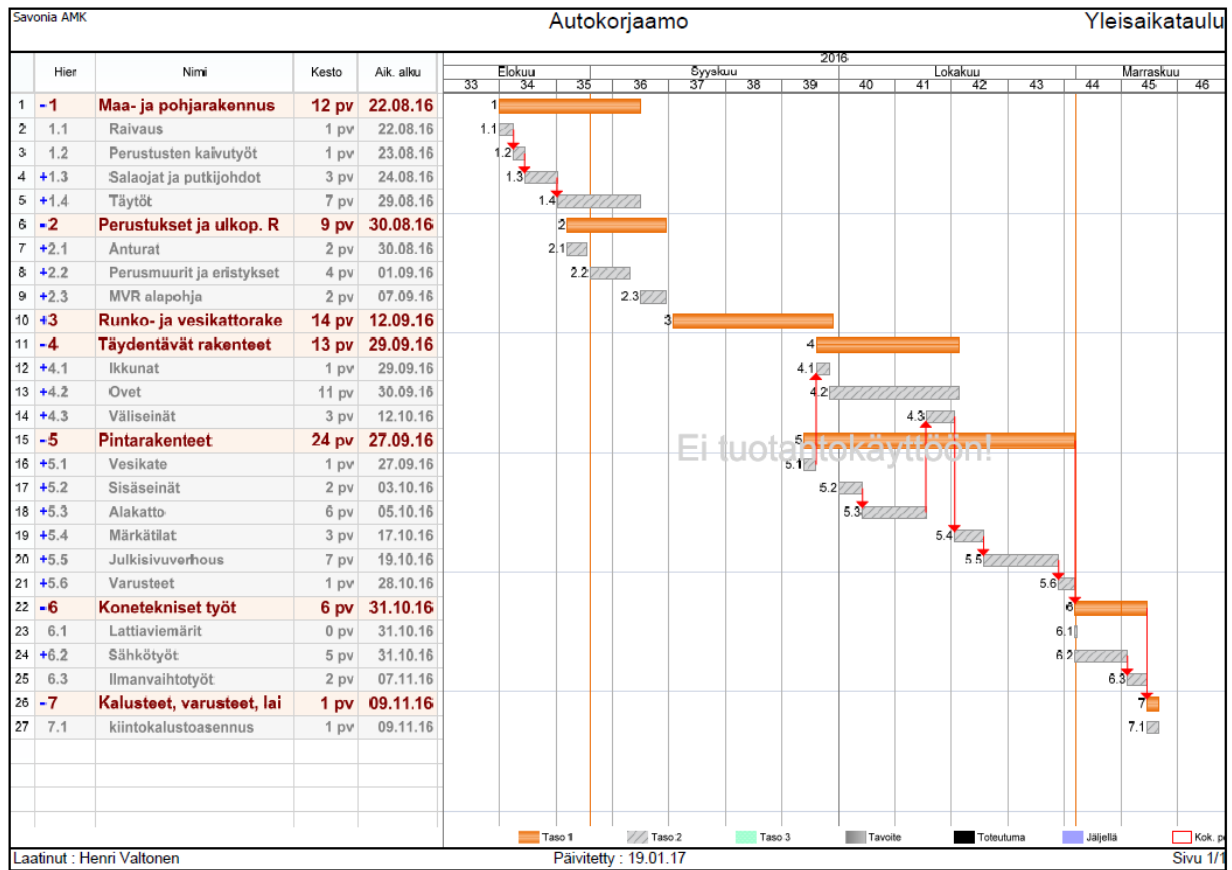 Savonia AMK
Autokorjaamo
Yleisaikataulu
2016
Hier Nimi Kesto Aik. alku Elokuu Syyskuu Lokakuu Marraskuu
33 34 35 36 37 38 39 40 41 42 43 44 45 46
1 -1 Maa- ja pohjarakennus 12 pv 22.08.16 1
2 1.1 Raivaus 1 pv 22.08.16 1.1
3 1.2 Perustusten kaivutyöt 1 pv 23.08.16 1.2
4 +1.3 Salaojat ja putkijohdot 3 pv 24.08.16 1.3
5 +1.4 Täytöt 7 pv 29.08.16 1.4
6 -2 Perustukset ja ulkop. R 9 pv 30.08.16 2
7 +2.1 Anturat 2 pv 30.08.16 2.1
8 +2.2 Perusmuurit ja eristykset 4 pv 01.09.16 2.2
9 +2.3 MVR alapohja 2 pv 07.09.16 2.3
10 +3 Runko- ja vesikattorake 14 pv 12.09.16 3
11 -4 Täydentävät rakenteet 13 pv 29.09.16 4
12 +4.1 Ikkunat 1 pv 29.09.16 4.1
13 +4.2 Ovet 11 pv 30.09.16 4.2
14 +4.3 Väliseinät 3 pv 12.10.16 4.3
15 -5 Pintarakenteet 24 pv 27.09.16 5
Ei tuotantokäyttöön!
16 +5.1 Vesikate 1 pv 27.09.16 5.1
17 +5.2 Sisäseinät 2 pv 03.10.16 5.2
18 +5.3 Alakatto 6 pv 05.10.16 5.3
19 +5.4 Märkätilat 3 pv 17.10.16 5.4
20 +5.5 Julkisivuverhous 7 pv 19.10.16 5.5
21 +5.6 Varusteet 1 pv 28.10.16 5.6
22 -6 Konetekniset työt 6 pv 31.10.16 6
23 6.1 Lattiaviemärit 0 pv 31.10.16 6.1
24 +6.2 Sähkötyöt 5 pv 31.10.16 6.2
25 6.3 Ilmanvaihtotyöt 2 pv 07.11.16 6.3
26 -7 Kalusteet, varusteet, lai 1 pv 09.11.16 7
27 7.1 kiintokalustoasennus 1 pv 09.11.16 7.1
Taso 1 Taso 2 Taso 3 Tavoite Toteutuma Jäljellä Kok. pe
Laatinut : Henri Valtonen
Päivitetty : 19.01.17
Sivu 1/1